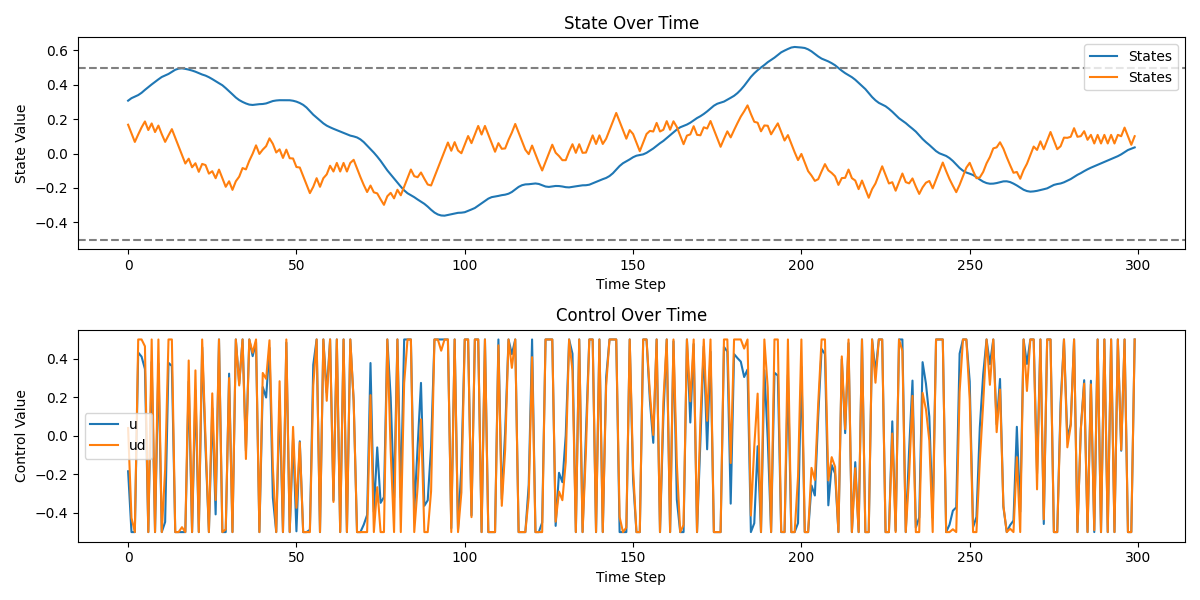 State Over Time
State Value
0.6
0.4
0.2
0.0
−0.2
−0.4
States
States
0 50 100 150 200 250 300
Time Step
Control Over Time
Control Value
0.4
0.2
0.0
−0.2
−0.4
u
ud
0 50 100 150 200 250 300
Time Step